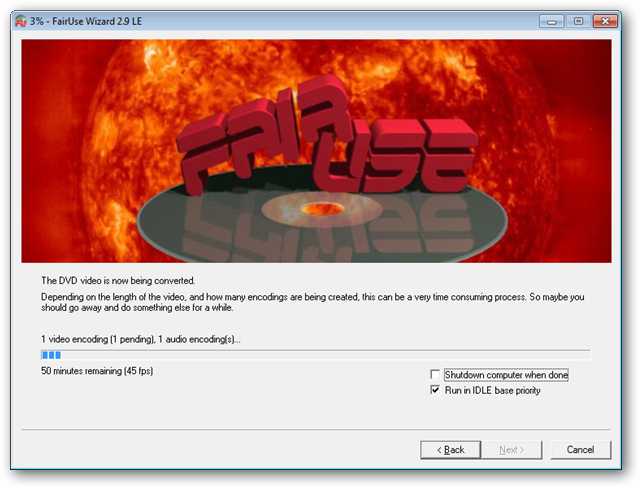 3% - FairUse Wizard 2.9 LE
FAIR
USE
The DVD video is now being converted.
Depending on the length of the video, and how many encodings are being created, this can be a very time consuming process. So maybe you
should go away and do something else for a while.
1 video encoding (1 pending), 1 audio encoding(s)...
50 minutes remaining (45 fps)
Shutdown computer when done
Run in IDLE base priority
< Back
Next >
Cancel